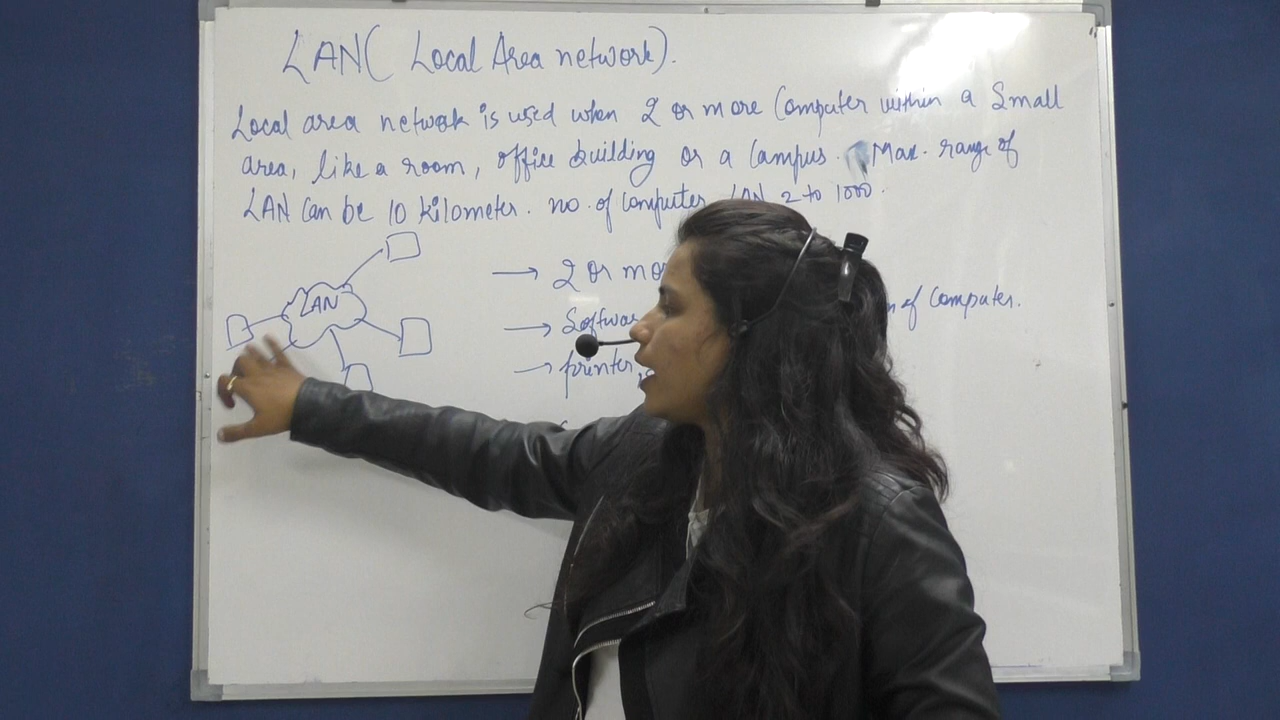 LAN( Local Area network).
Local area network is used when 2 or more Computer within a Small
area, like a room, office building or a Campus. Max. range of
LAN Can be 10 kilometer. no. of Computer LAN 2 to 1000.
LAN
→ 2 or
→ of Computer.
→ printer,